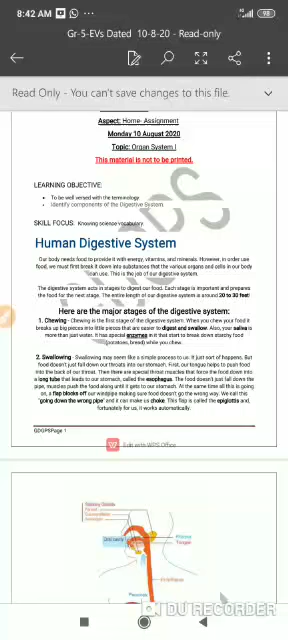 8:42 AM
98
Gr-5-EVs Dated 10-8-20 - Read-only
Read Only - You can't save changes to this file.
Aspect: Home- Assignment
Monday 10 August 2020
Topic: Organ System I
This material is not to be printed.
LEARNING OBJECTIVE:
• To be well versed with the terminology
• Identify components of the Digestive System.
SKILL FOCUS: Knowing science vocabulary
Human Digestive System
Our body needs food to provide it with energy, vitamins, and minerals. However, in order use
food, we must first break it down into substances that the various organs and cells in our body
can use. This is the job of our digestive system.
The digestive system acts in stages to digest our food. Each stage is important and prepares
the food for the next stage. The entire length of our digestive system is around 20 to 30 feet!
Here are the major stages of the digestive system:
1. Chewing - Chewing is the first stage of the digestive system. When you chew your food it
breaks up big pieces into little pieces that are easier to digest and swallow. Also, your saliva is
more than just water. It has special enzymes in it that start to break down starchy food
(potatoes, bread) while you chew.
2. Swallowing - Swallowing may seem like a simple process to us. It just sort of happens. But
food doesn't just fall down our throats into our stomach. First, our tongue helps to push food
into the back of our throat. Then there are special throat muscles that force the food down into
a long tube that leads to our stomach, called the esophagus. The food doesn't just fall down the
pipe, muscles push the food along until it gets to our stomach. At the same time all this is going
on, a flap blocks off our windpipe making sure food doesn't go the wrong way. We call this
"going down the wrong pipe" and it can make us choke. This flap is called the epiglottis and,
fortunately for us, it works automatically.
GDGPSPage 1
Edit with WPS Office
Salivary Glands
Parotid
Submandibular
Sublingual
Oral cavity
Pharynx
Tongue
Esophagus
Pancreas
DU RECORDER